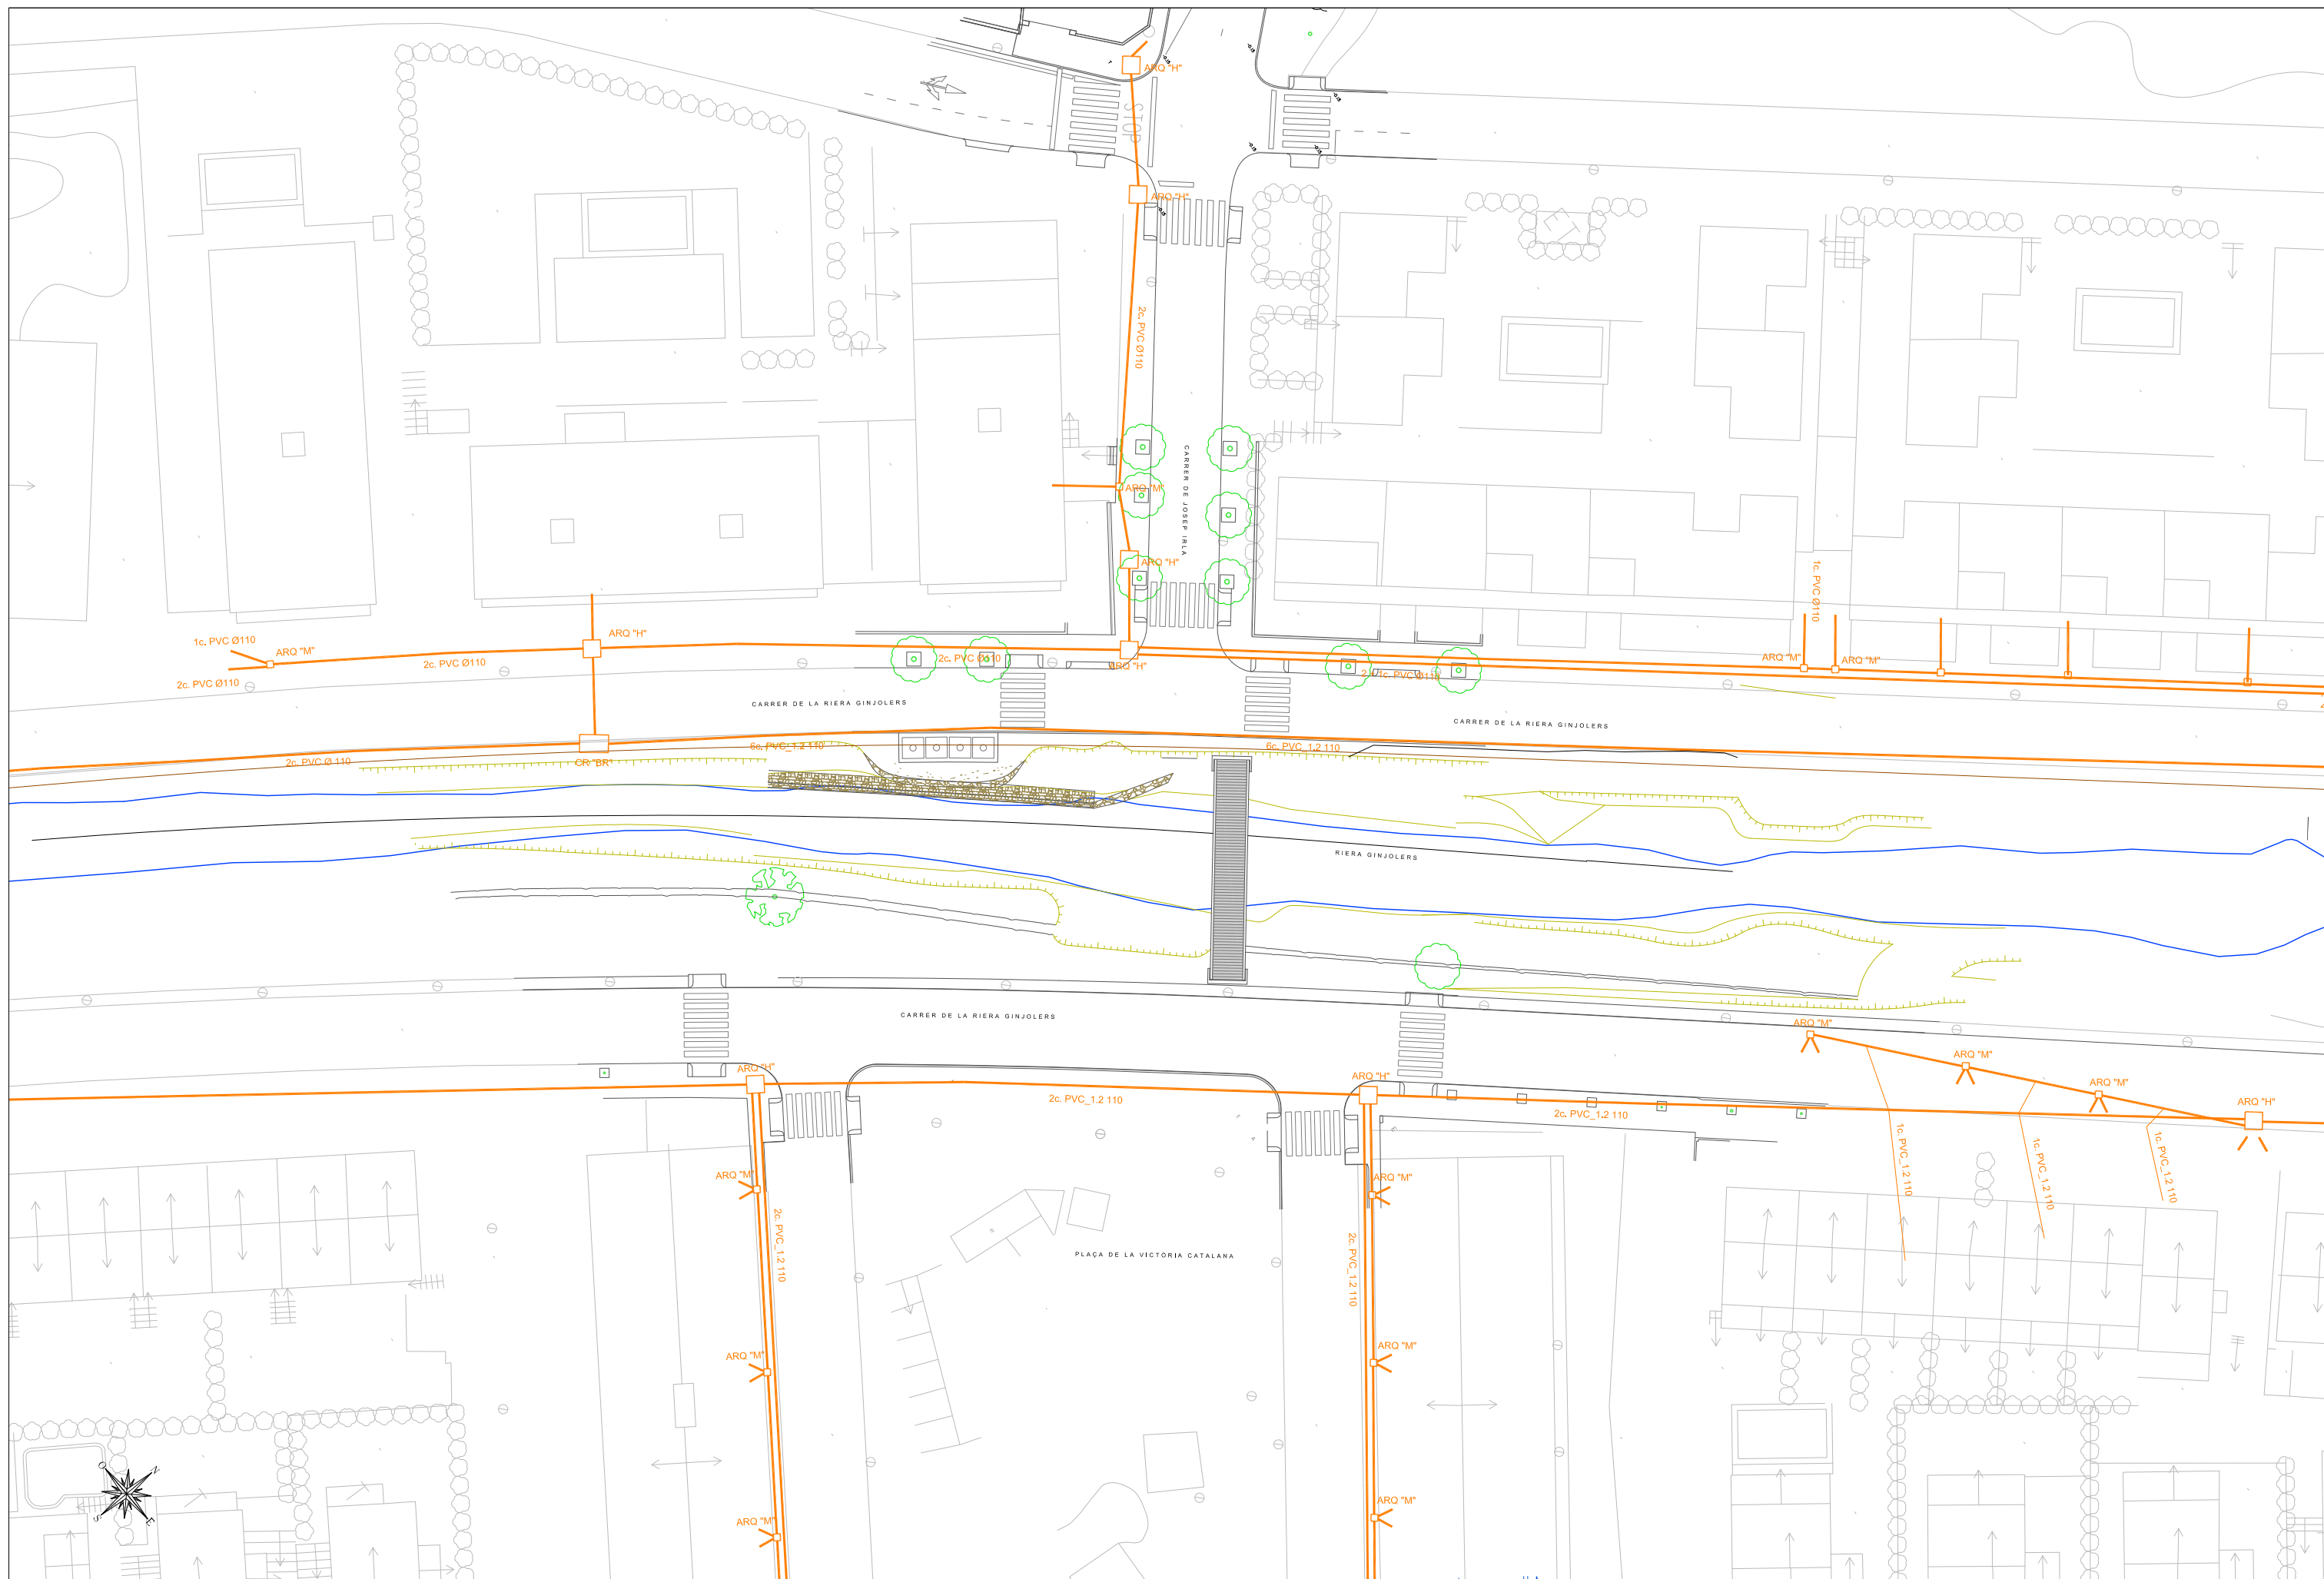 ARQ "H"
STOP
ARQ "H"
2c. PVC Ø110
CARRER DE JOSEP IRLA
ARQ "M"
ARQ "H"
1c. PVC Ø110
1c. PVC Ø110
ARQ "M"
ARQ "H"
2c. PVC Ø110
2c. PVC Ø110
2c. PVC Ø110
ARQ "H"
ARQ "M"
ARQ "M"
2c. PVC Ø110
CARRER DE LA RIERA GINJOLERS
CARRER DE LA RIERA GINJOLERS
6c. PVC_1.2 110
6c. PVC_1.2 110
2c. PVC Ø 110
CR "BR"
RIERA GINJOLERS
CARRER DE LA RIERA GINJOLERS
ARQ "M"
ARQ "M"
ARQ "M"
ARQ "H"
ARQ "H"
ARQ "H"
2c. PVC_1.2 110
2c. PVC_1.2 110
1c. PVC_1.2 110
1c. PVC_1.2 110
1c. PVC_1.2 110
ARQ "M"
ARQ "M"
2c. PVC_1.2 110
2c. PVC_1.2 110
PLAÇA DE LA VICTÒRIA CATALANA
ARQ "M"
ARQ "M"
ARQ "M"
ARQ "M"
O
N
S
E